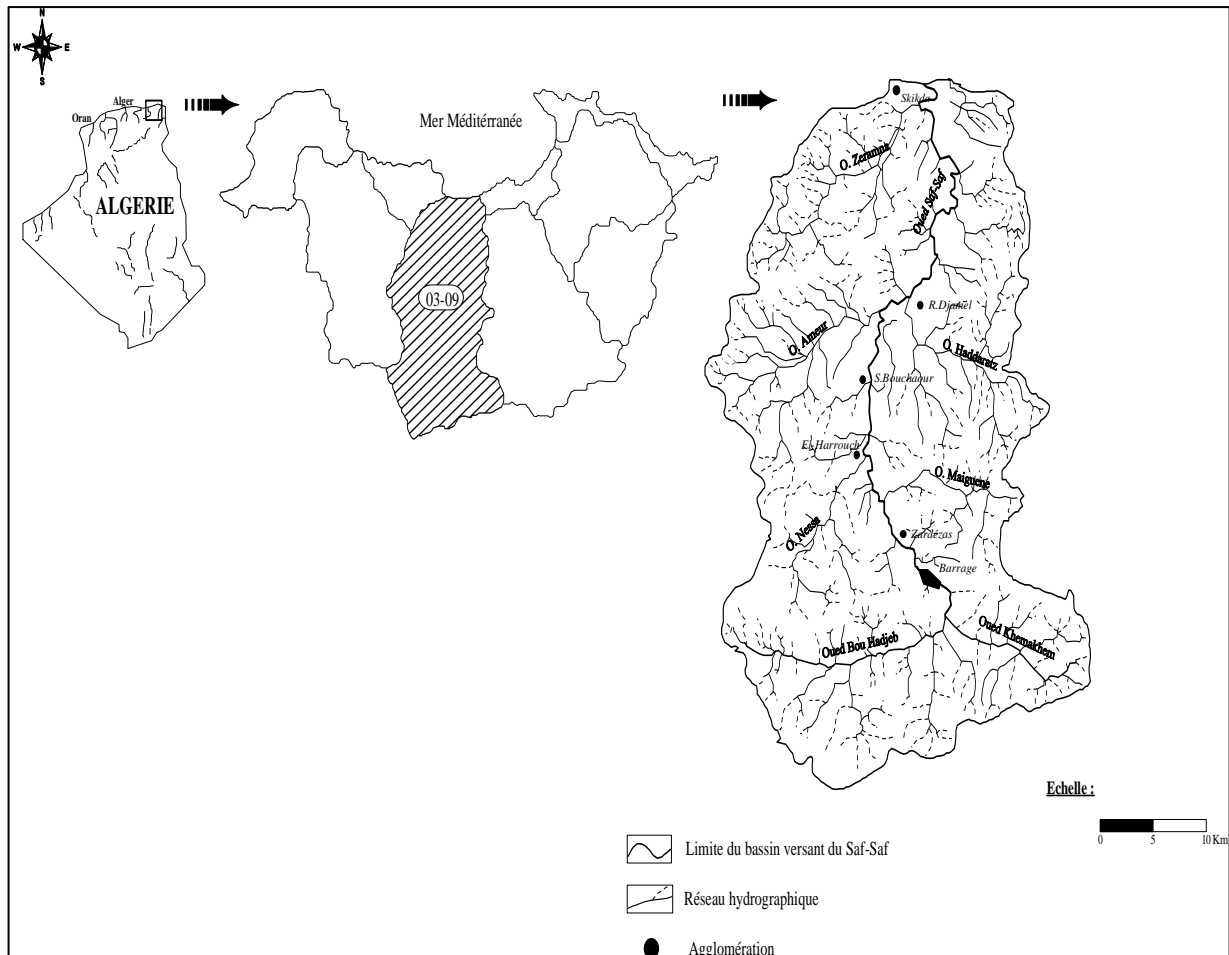 N
W E
S
Alger
Oran
ALGERIE
Mer Méditérranée
03-09
Skikda
O. Zeramna
Oued Saf-Saf
R.Djamel
O. Ameur
O. Haddaratz
S.Bouchaour
El-Harrouch
O. Maiguene
O. Nessa
Zardézas
Barrage
Oued Khemakhem
Oued Bou Hadjeb
Echelle :
0 5 10 Km
Limite du bassin versant du Saf-Saf
Réseau hydrographique
Agglomération